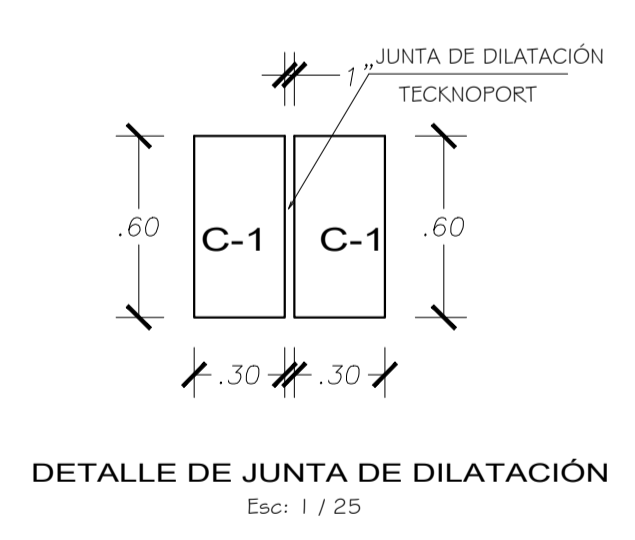 JUNTA DE DILATACIÓN
1"
TECKNOPORT
.60
C-1
C-1
.60
.30
.30
DETALLE DE JUNTA DE DILATACIÓN
Esc: 1 / 25